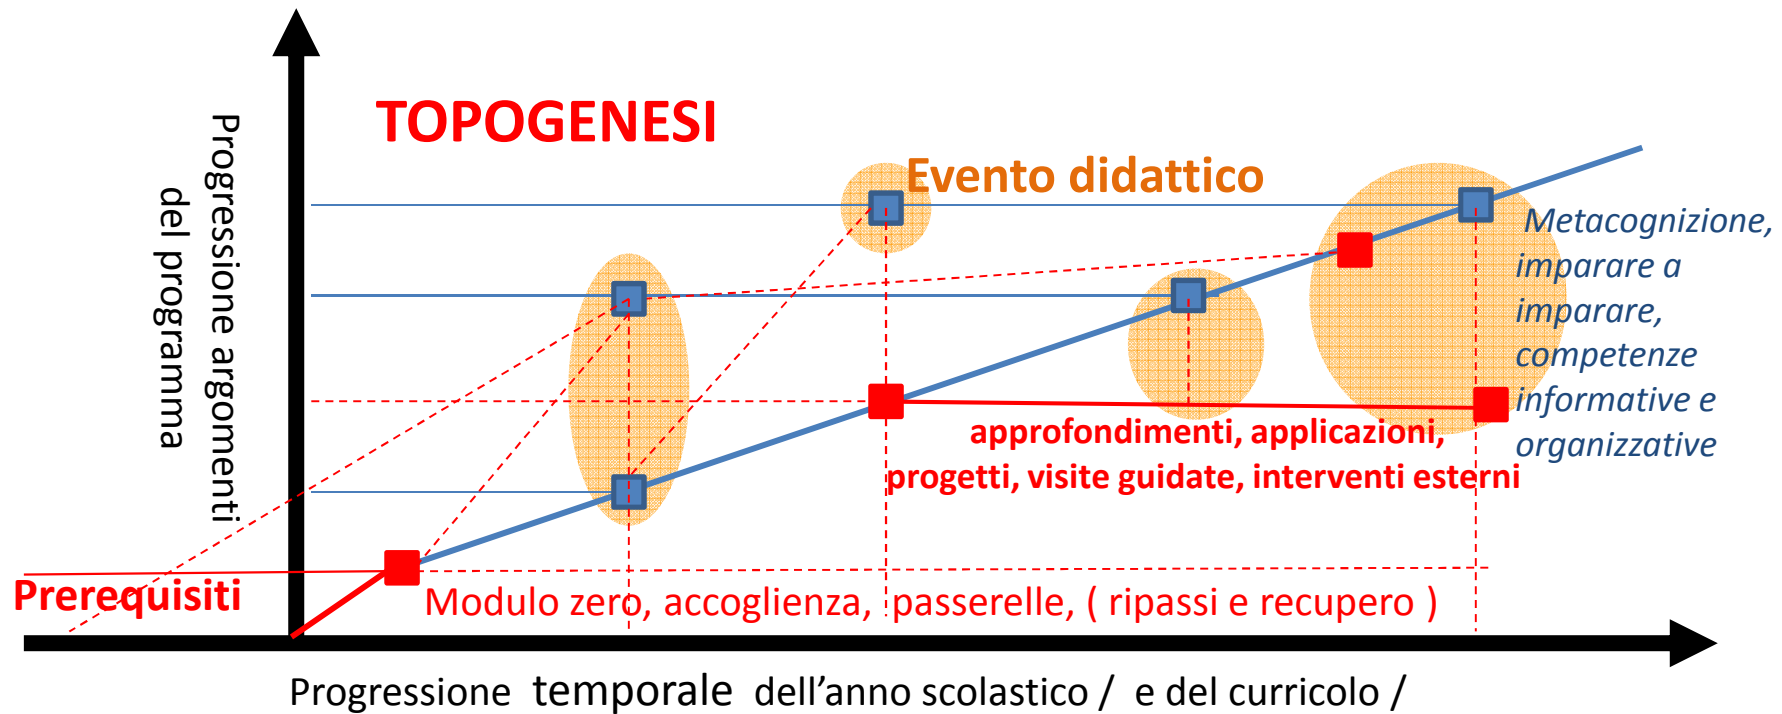 TOPOGENESI
Progressione argomenti
del programma
Evento didattico
Metacognizione,
imparare a
imparare,
competenze
informative e
organizzative
approfondimenti, applicazioni,
progetti, visite guidate, interventi esterni
Prerequisiti
Modulo zero, accoglienza, passerelle, ( ripassi e recupero )
Progressione temporale dell’anno scolastico / e del curricolo /